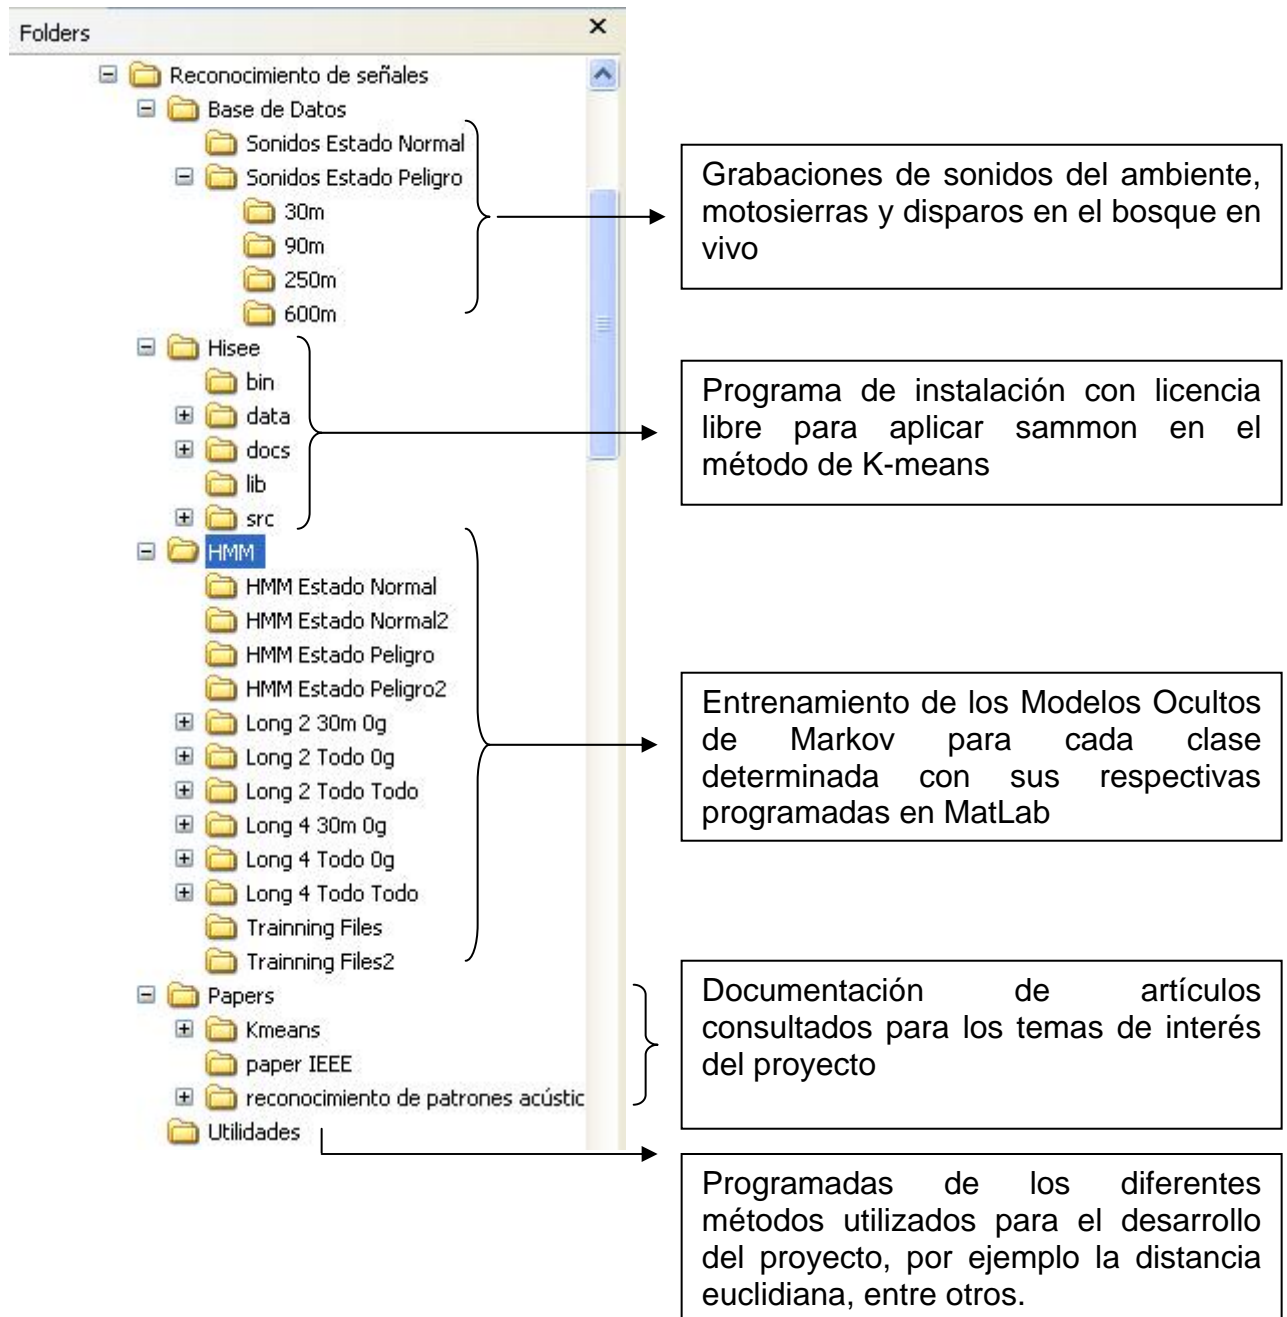 Folders
Reconocimiento de señales
Base de Datos
Sonidos Estado Normal
Sonidos Estado Peligro
30m
90m
250m
600m
Hisee
bin
data
docs
lib
src
HMM
HMM Estado Normal
HMM Estado Normal2
HMM Estado Peligro
HMM Estado Peligro2
Long 2 30m 0g
Long 2 Todo 0g
Long 2 Todo Todo
Long 4 30m 0g
Long 4 Todo 0g
Long 4 Todo Todo
Trainning Files
Trainning Files2
Papers
Kmeans
paper IEEE
reconocimiento de patrones acústic
Utilidades
Grabaciones de sonidos del ambiente,
motosierras y disparos en el bosque en
vivo
Programa de instalación con licencia
libre para aplicar sammon en el
método de K-means
Entrenamiento de los Modelos Ocultos
de Markov para cada clase
determinada con sus respectivas
programadas en MatLab
Documentación de artículos
consultados para los temas de interés
del proyecto
Programadas de los diferentes
métodos utilizados para el desarrollo
del proyecto, por ejemplo la distancia
euclidiana, entre otros.